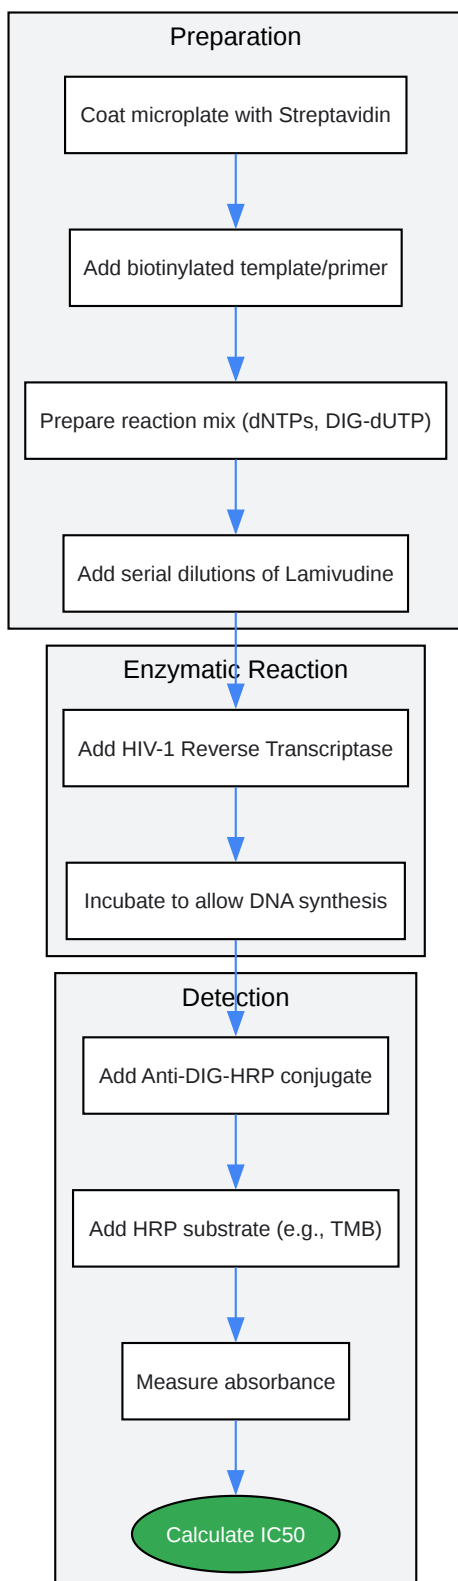 Preparation
Coat microplate with Streptavidin
Add biotinylated template/primer
Prepare reaction mix (dNTPs, DIG-dUTP)
Add serial dilutions of Lamivudine
Enzymatic Reaction
Add HIV-1 Reverse Transcriptase
Incubate to allow DNA synthesis
Detection
Add Anti-DIG-HRP conjugate
Add HRP substrate (e.g., TMB)
Measure absorbance
Calculate IC50